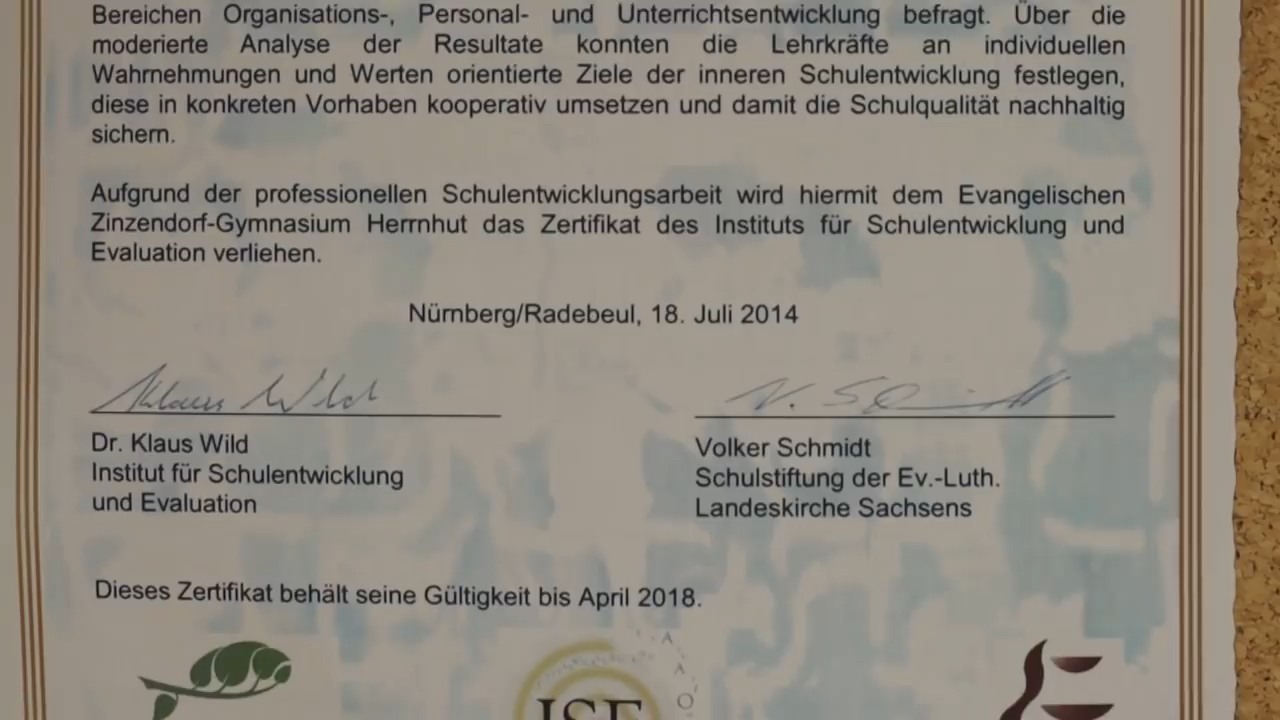 Bereichen Organisations-, Personal- und Unterrichtsentwicklung befragt. Über die
moderierte Analyse der Resultate konnten die Lehrkräfte an individuellen
Wahrnehmungen und Werten orientierte Ziele der inneren Schulentwicklung festlegen,
diese in konkreten Vorhaben kooperativ umsetzen und damit die Schulqualität nachhaltig
sichern.
Aufgrund der professionellen Schulentwicklungsarbeit wird hiermit dem Evangelischen
Zinzendorf-Gymnasium Herrnhut das Zertifikat des Instituts für Schulentwicklung und
Evaluation verliehen.
Nürnberg/Radebeul, 18. Juli 2014
Klaus Wild
V. Schmidt
Dr. Klaus Wild
Institut für Schulentwicklung
und Evaluation
Volker Schmidt
Schulstiftung der Ev.-Luth.
Landeskirche Sachsens
Dieses Zertifikat behält seine Gültigkeit bis April 2018.
ISE